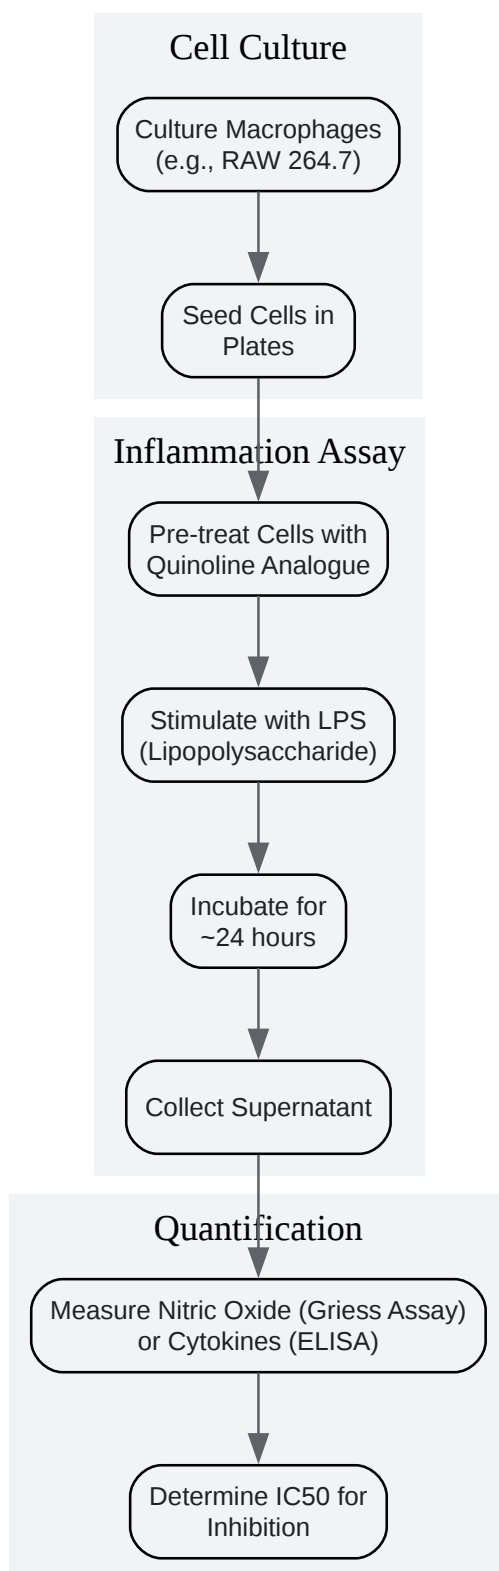 Cell Culture
Culture Macrophages
(e.g., RAW 264.7)
Seed Cells in
Plates
Inflammation Assay
Pre-treat Cells with
Quinoline Analogue
Stimulate with LPS
(Lipopolysaccharide)
Incubate for
~24 hours
Collect Supernatant
Quantification
Measure Nitric Oxide (Griess Assay)
or Cytokines (ELISA)
Determine IC50 for
Inhibition